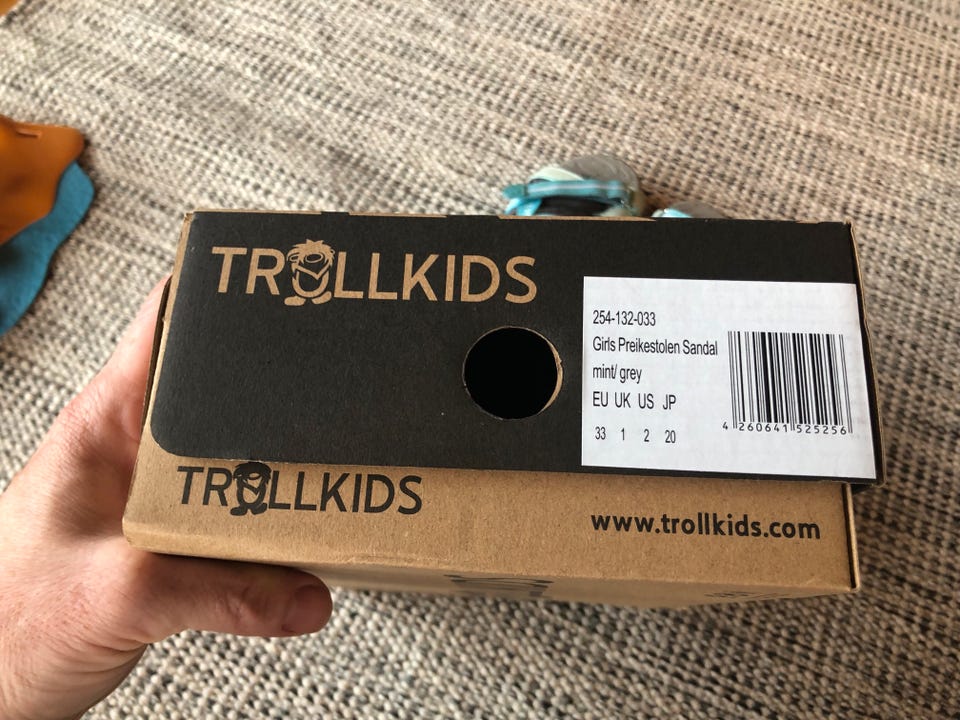 TROLLKIDS
254-132-033
Girls Preikestolen Sandal
mint/ grey
EU UK US JP
33 1 2 20
4 260641 525256
TROLLKIDS
www.trollkids.com